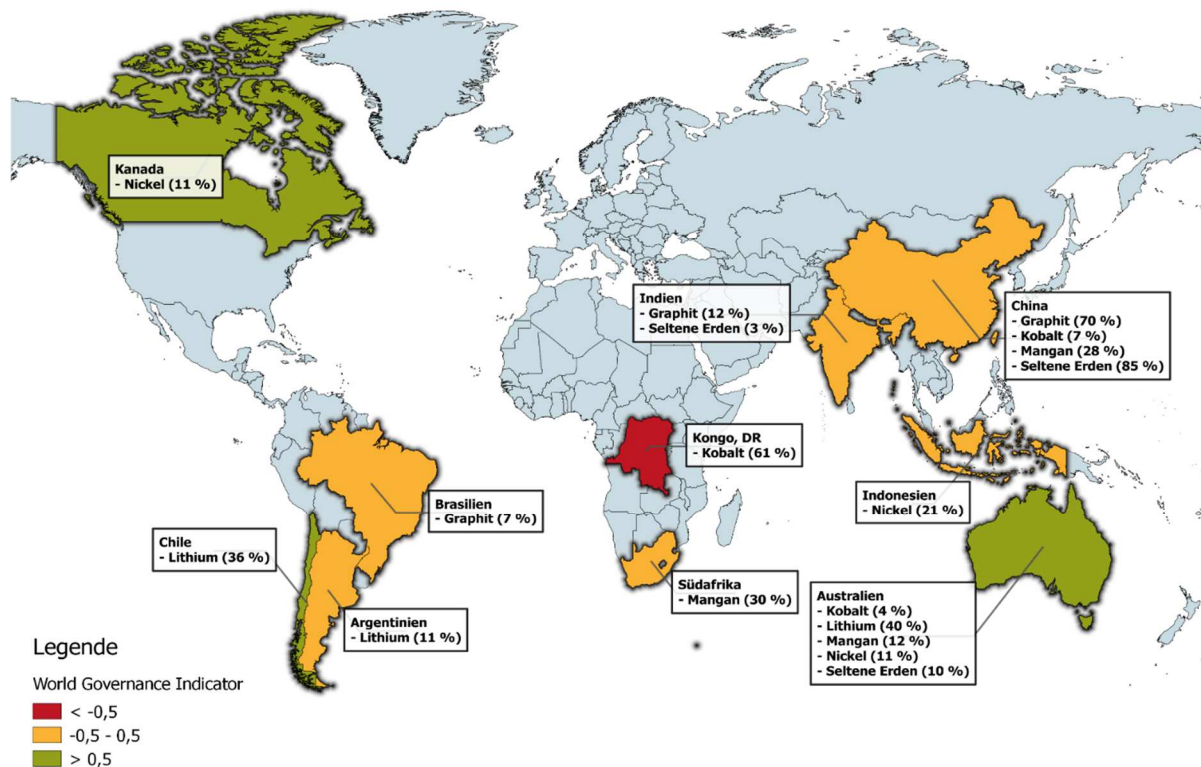 Kanada
- Nickel (11 %)
Indien
- Graphit (12 %)
- Seltene Erden (3 %)
China
- Graphit (70 %)
- Kobalt (7 %)
- Mangan (28 %)
- Seltene Erden (85 %)
Kongo, DR
- Kobalt (61 %)
Brasilien
- Graphit (7 %)
Indonesien
- Nickel (21 %)
Chile
- Lithium (36 %)
Südafrika
- Mangan (30 %)
Argentinien
- Lithium (11 %)
Australien
- Kobalt (4 %)
- Lithium (40 %)
- Mangan (12 %)
- Nickel (11 %)
- Seltene Erden (10 %)
Legende
World Governance Indicator
< -0,5
-0,5 - 0,5
> 0,5